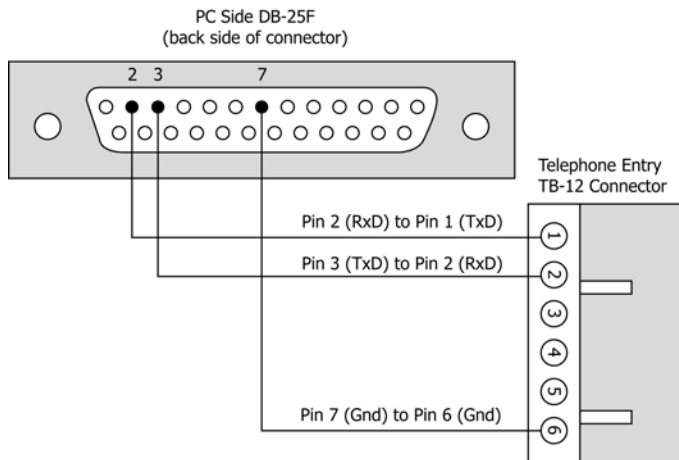 PC Side DB-25F
(back side of connector)
2 3 7
Telephone Entry
TB-12 Connector
Pin 2 (RxD) to Pin 1 (TxD)
1
Pin 3 (TxD) to Pin 2 (RxD)
2
3
4
5
Pin 7 (Gnd) to Pin 6 (Gnd)
6